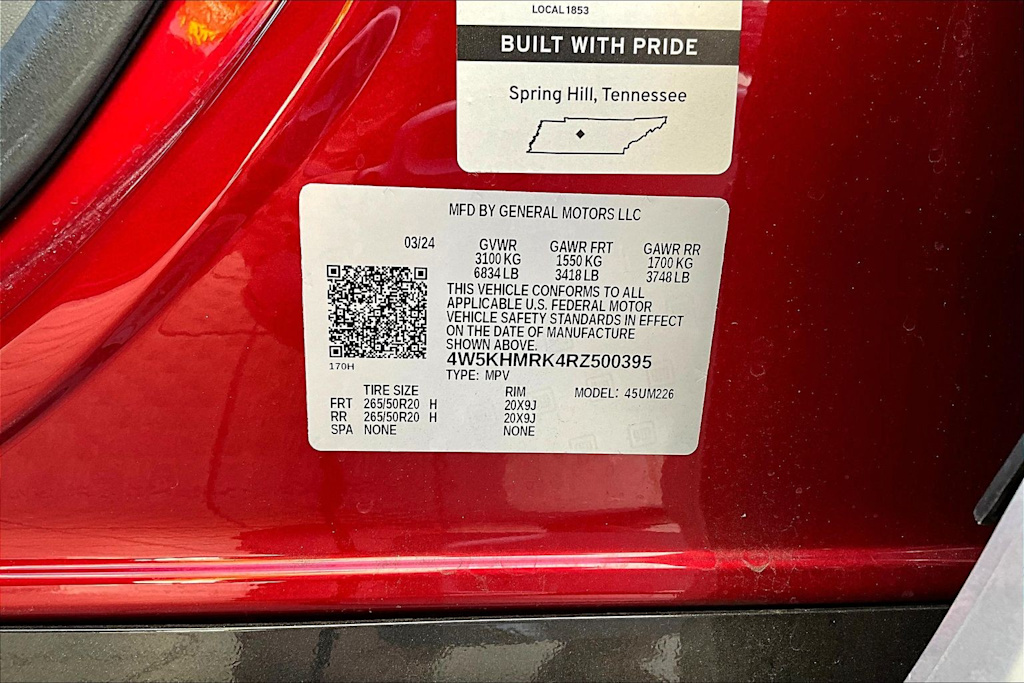 LOCAL 1853
BUILT WITH PRIDE
Spring Hill, Tennessee
MFD BY GENERAL MOTORS LLC
03/24 GVWR GAWR FRT GAWR RR
3100 KG 1550 KG 1700 KG
6834 LB 3418 LB 3748 LB
THIS VEHICLE CONFORMS TO ALL
APPLICABLE U.S. FEDERAL MOTOR
VEHICLE SAFETY STANDARDS IN EFFECT
ON THE DATE OF MANUFACTURE
SHOWN ABOVE.
4W5KHMRK4RZ500395
170H
TYPE: MPV
TIRE SIZE RIM MODEL: 45UM226
FRT 265/50R20 H 20X9J
RR 265/50R20 H 20X9J
SPA NONE NONE